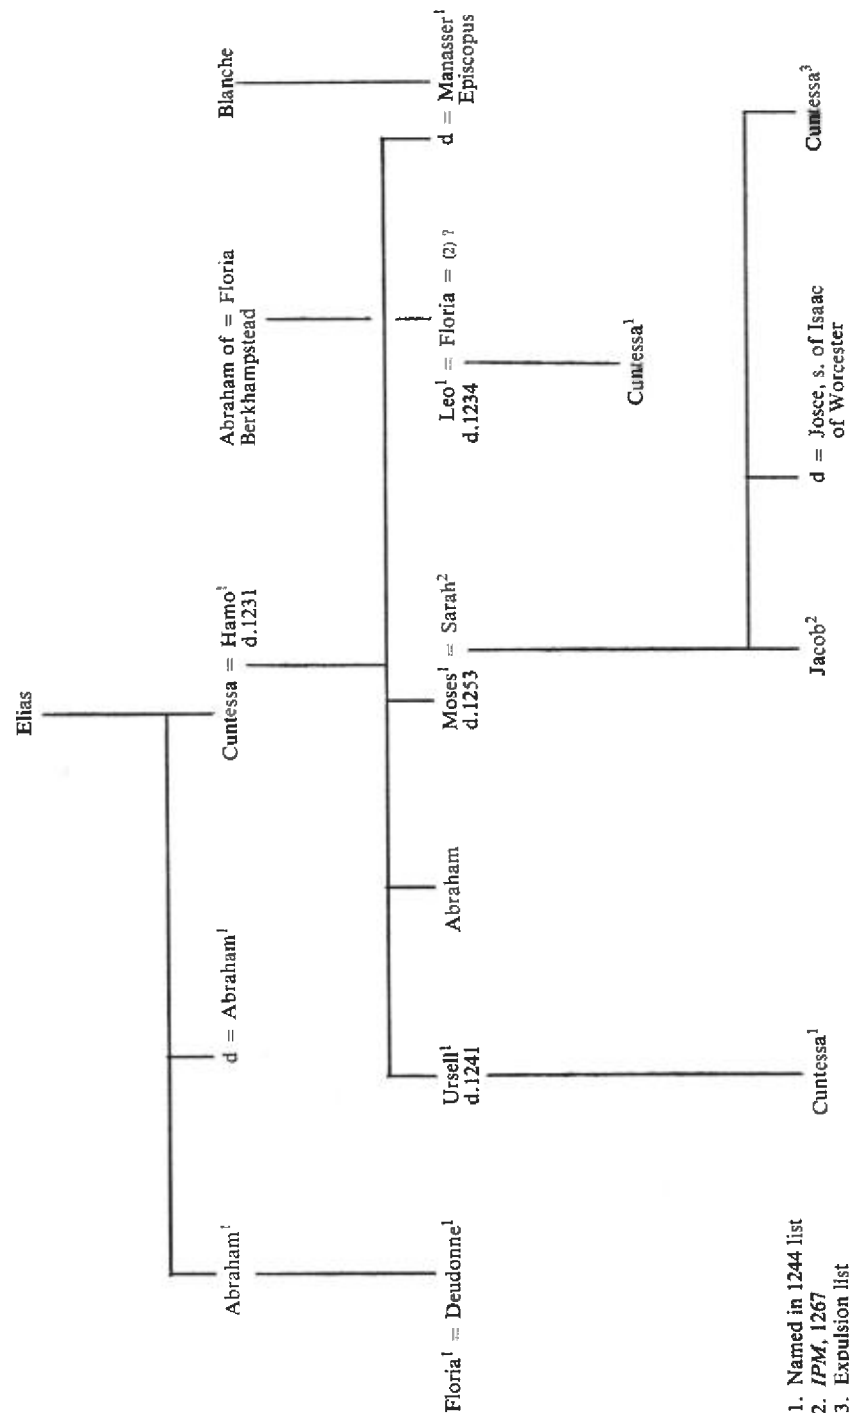 Elias
Abraham¹
d = Abraham¹
Cuntessa = Hamo¹
d.1231
Abraham of = Floria
Berkhampstead
Blanche
Floria¹ = Deudonne¹
Ursell¹
d.1241
Abraham
Moses¹ = Sarah²
d.1253
Leo¹ = Floria = (2) ?
d.1234
d = Manasser¹
Episcopus
Cuntessa¹
Cuntessa¹
Jacob²
d = Josce, s. of Isaac
of Worcester
Cuntessa³
1. Named in 1244 list
2. IPM, 1267
3. Expulsion list